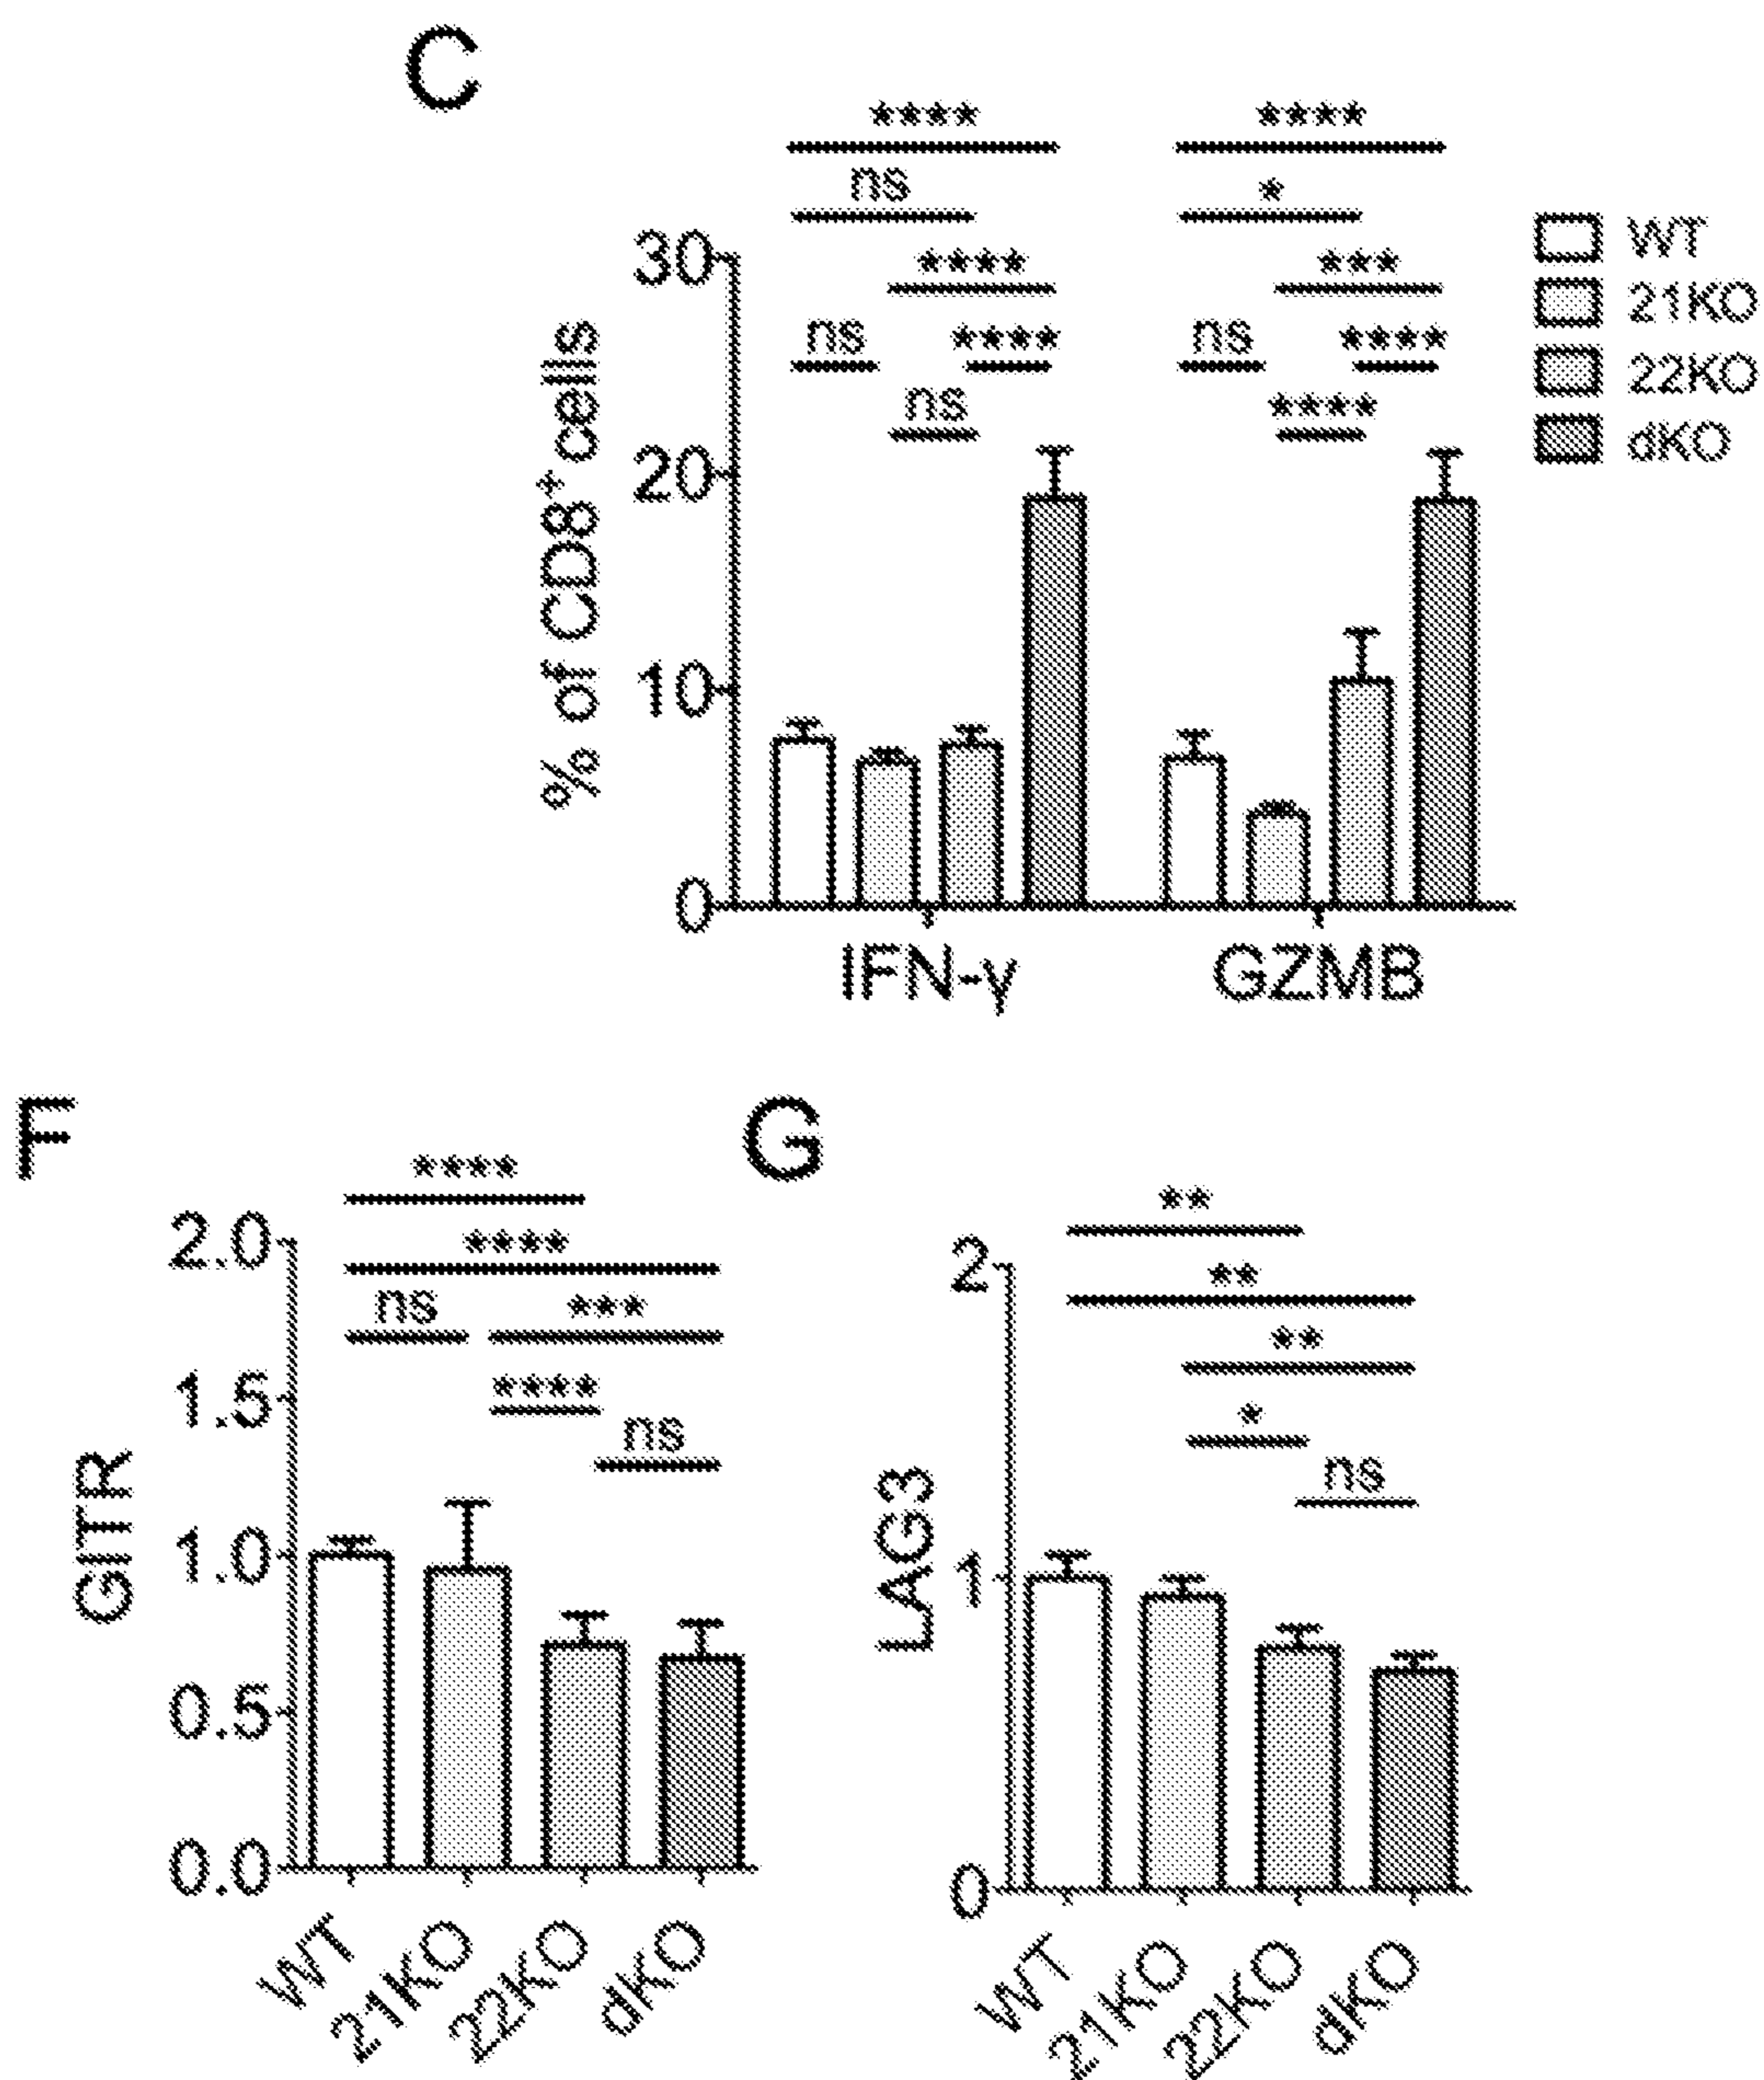 C
**** ****
ns *
**** ***
ns **** ns ****
ns ****
WT
21KO
22KO
dKO
30
20
10
0
% of CD8+ cells
IFN-γ GZMB
F
****
****
ns ***
****
ns
2.0
1.5
1.0
0.5
0.0
GITR
WT 21KO 22KO dKO
G
**
**
**
*
ns
2
1
0
LAG3
WT 21KO 22KO dKO